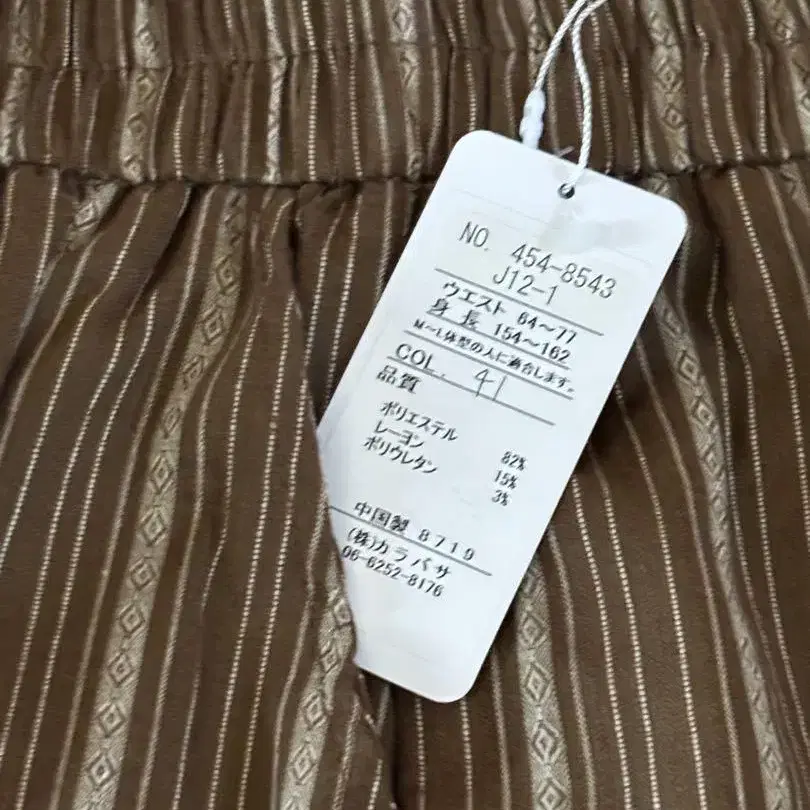 NO. 454-8543
J12-1
ウエスト 64〜77
身長 154〜162
M〜L体型の人に適合します。
COL. 41
品質
ポリエステル 82%
レーヨン 15%
ポリウレタン 3%
中国製 8719
(株)カラバサ
06-6252-8176